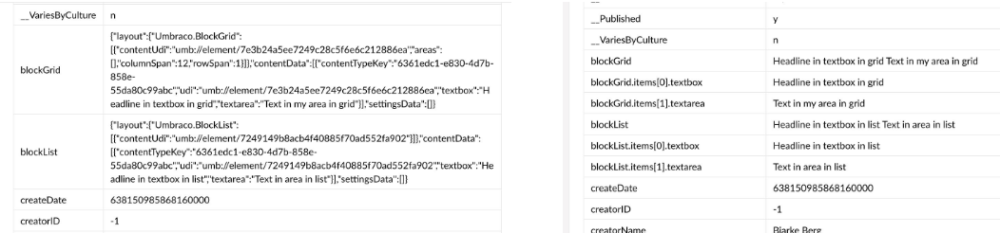 __VariesByCulture n
blockGrid
{"layout":{"Umbraco.BlockGrid":
[{"contentUdi":"umb://element/7e3b24a5ee7249c28c5f6e6c212886ea","areas":
[],"columnSpan":12,"rowSpan":1}]},"contentData":[{"contentTypeKey":"6361edc1-e830-4d7b-
858e-
55da80c99abc","udi":"umb://element/7e3b24a5ee7249c28c5f6e6c212886ea","textbox":"H
eadline in textbox in grid","textarea":"Text in my area in grid"}],"settingsData":[]}
blockList
{"layout":{"Umbraco.BlockList":
[{"contentUdi":"umb://element/7249149b8acb4f40885f70ad552fa902"}]},"contentData":
[{"contentTypeKey":"6361edc1-e830-4d7b-858e-
55da80c99abc","udi":"umb://element/7249149b8acb4f40885f70ad552fa902","textbox":"He
adline in textbox in list","textarea":"Text in area in list"}],"settingsData":[]}
createDate 638150985868160000
creatorID -1
__Published y
__VariesByCulture n
blockGrid Headline in textbox in grid Text in my area in grid
blockGrid.items[0].textbox Headline in textbox in grid
blockGrid.items[1].textarea Text in my area in grid
blockList Headline in textbox in list Text in area in list
blockList.items[0].textbox Headline in textbox in list
blockList.items[1].textarea Text in area in list
createDate 638150985868160000
creatorID -1
creatorName Bjarke Berg